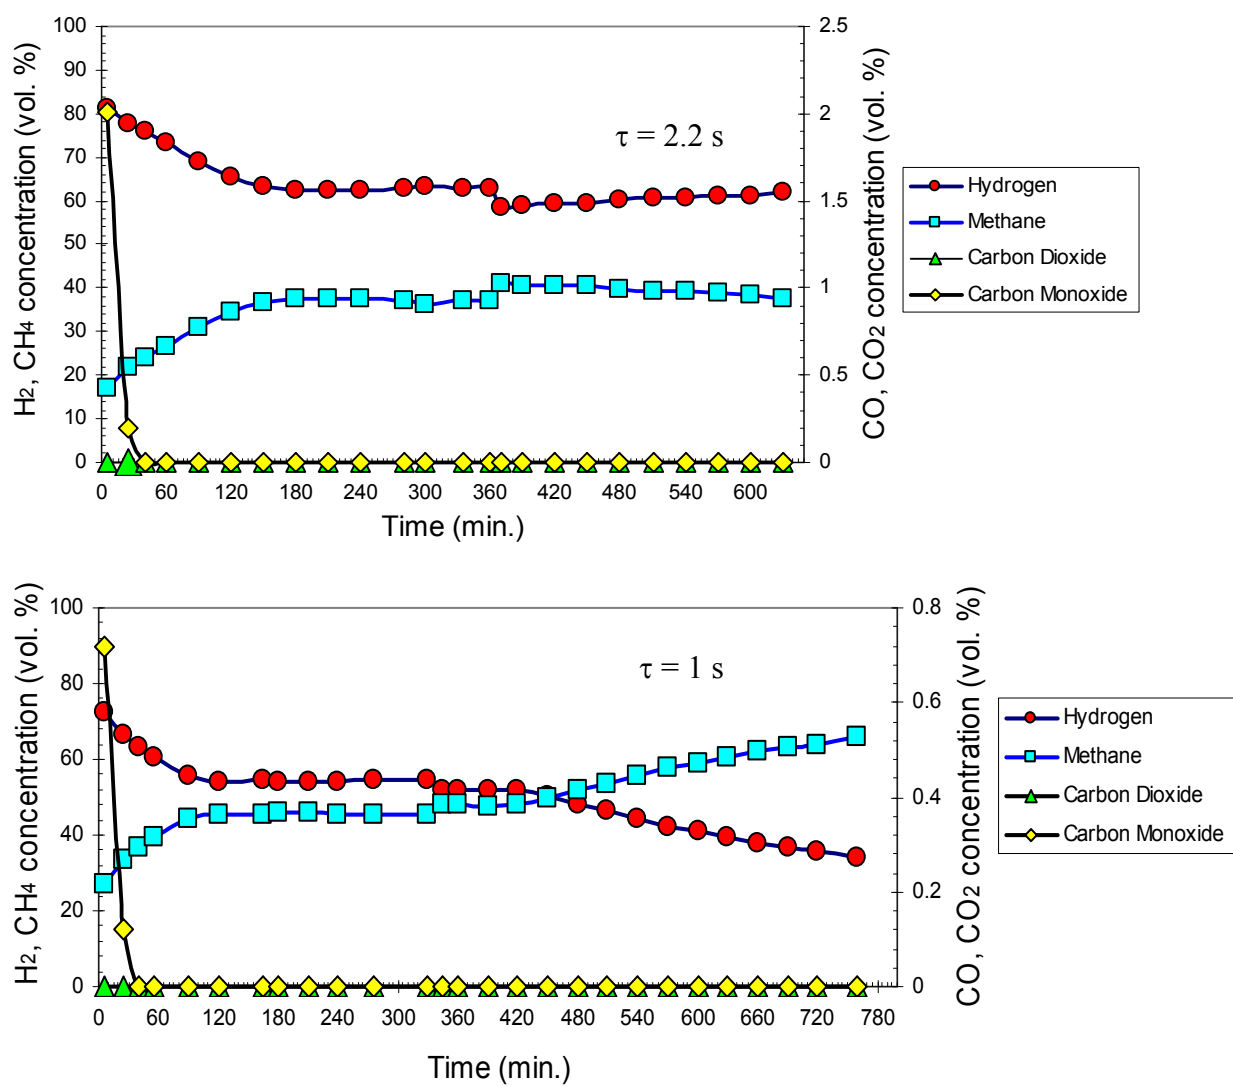 100
90
80
70
60
50
40
30
20
10
0
H2, CH4 concentration (vol. %)
2.5
2
1.5
1
0.5
0
CO, CO2 concentration (vol. %)
τ = 2.2 s
0 60 120 180 240 300 360 420 480 540 600
Time (min.)
Hydrogen
Methane
Carbon Dioxide
Carbon Monoxide
100
80
60
40
20
0
H2, CH4 concentration (vol. %)
0.8
0.6
0.4
0.2
0
CO, CO2 concentration (vol. %)
τ = 1 s
0 60 120 180 240 300 360 420 480 540 600 660 720 780
Time (min.)
Hydrogen
Methane
Carbon Dioxide
Carbon Monoxide